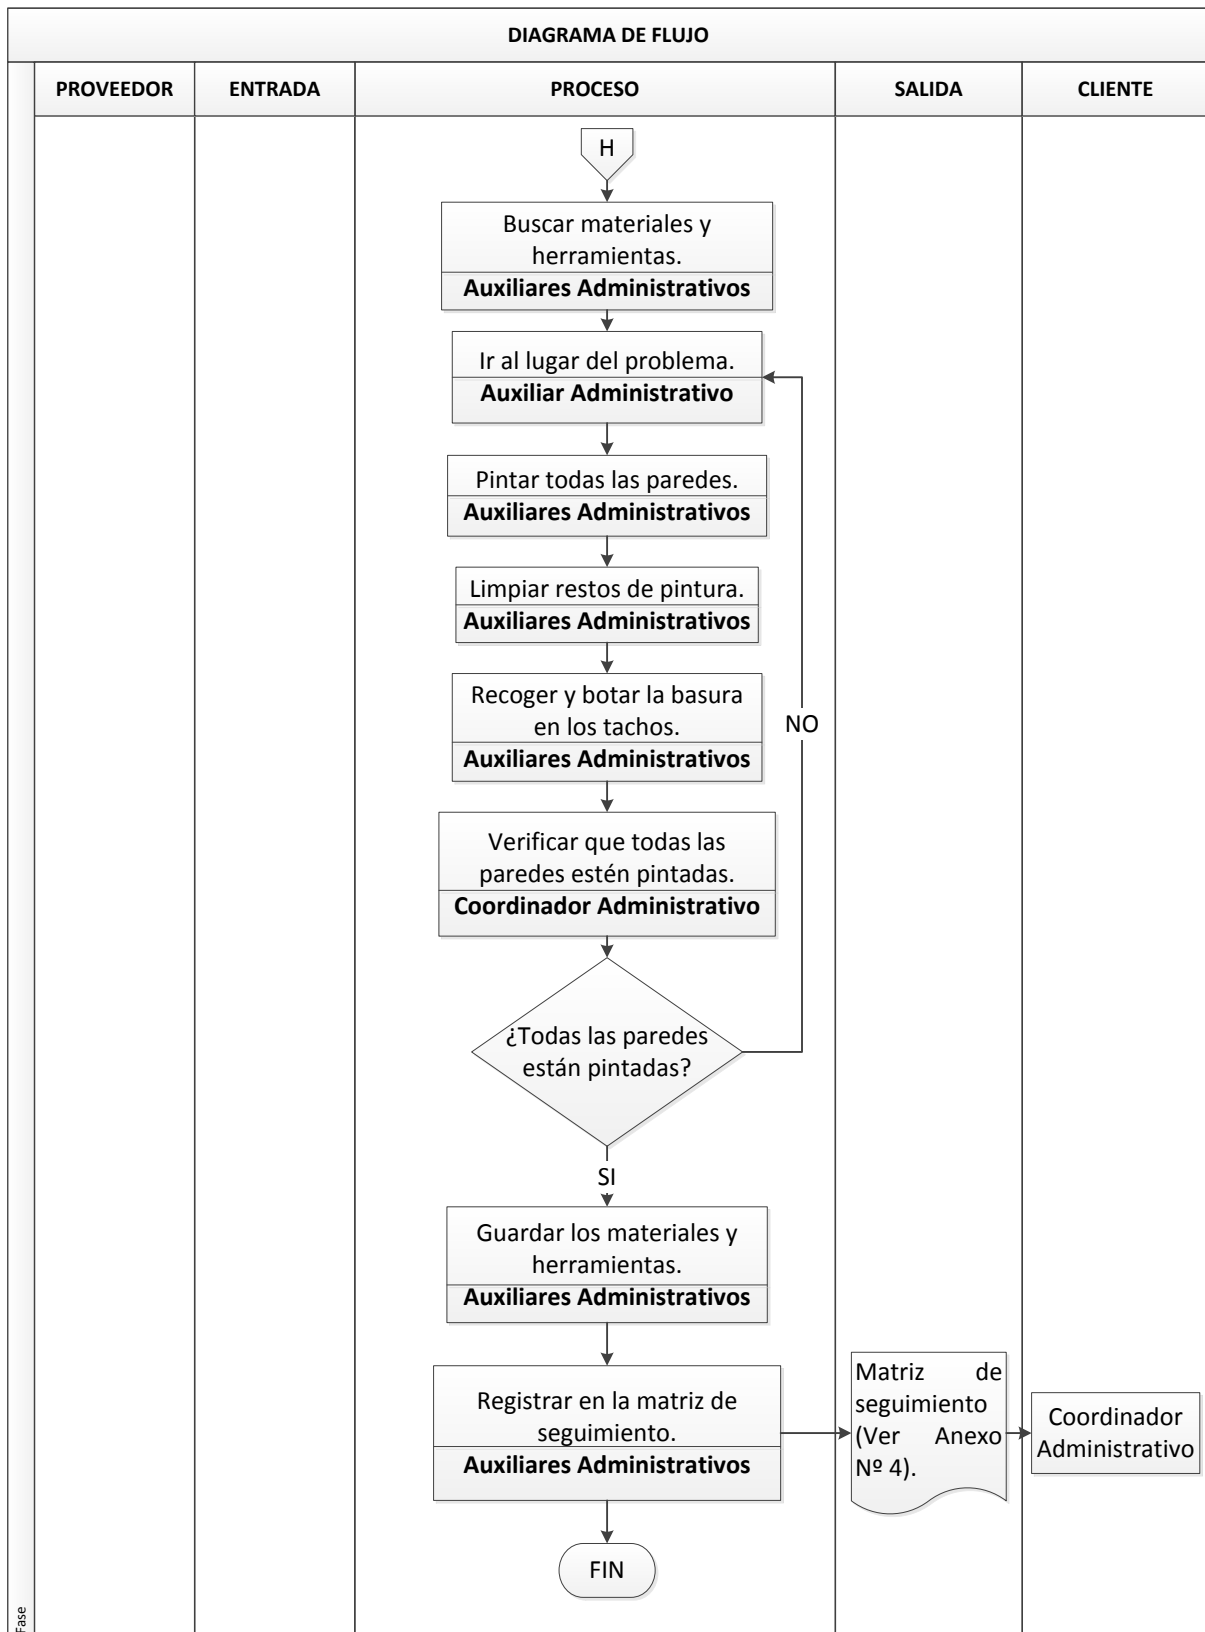 DIAGRAMA DE FLUJO
PROVEEDOR
ENTRADA
PROCESO
SALIDA
CLIENTE
H
Buscar materiales y
herramientas.
Auxiliares Administrativos
Ir al lugar del problema.
Auxiliar Administrativo
Pintar todas las paredes.
Auxiliares Administrativos
Limpiar restos de pintura.
Auxiliares Administrativos
Recoger y botar la basura
en los tachos.
Auxiliares Administrativos
NO
Verificar que todas las
paredes estén pintadas.
Coordinador Administrativo
¿Todas las paredes
están pintadas?
SI
Guardar los materiales y
herramientas.
Auxiliares Administrativos
Registrar en la matriz de
seguimiento.
Auxiliares Administrativos
Matriz de
seguimiento
(Ver Anexo
Nº 4).
Coordinador
Administrativo
FIN
Fase